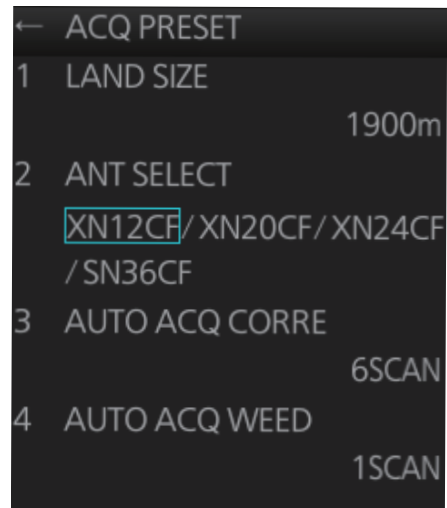 ← ACQ PRESET
1 LAND SIZE
1900m
2 ANT SELECT
XN12CF/ XN20CF/ XN24CF
/ SN36CF
3 AUTO ACQ CORRE
6SCAN
4 AUTO ACQ WEED
1SCAN